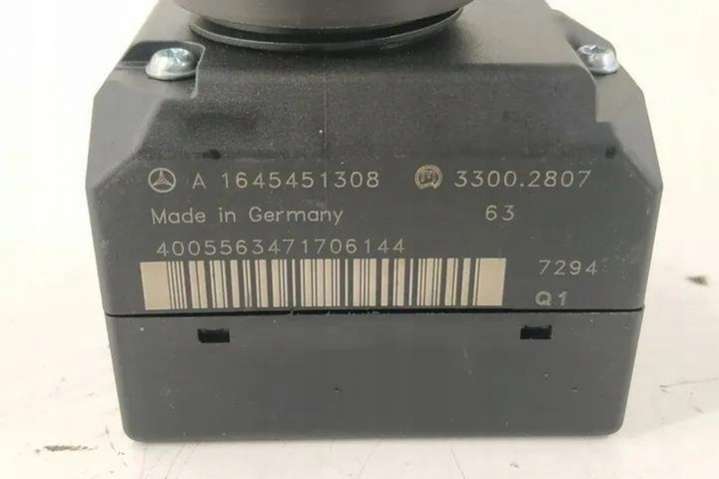 A 1645451308 3300.2807
Made in Germany 63
4005563471706144
7294
Q1